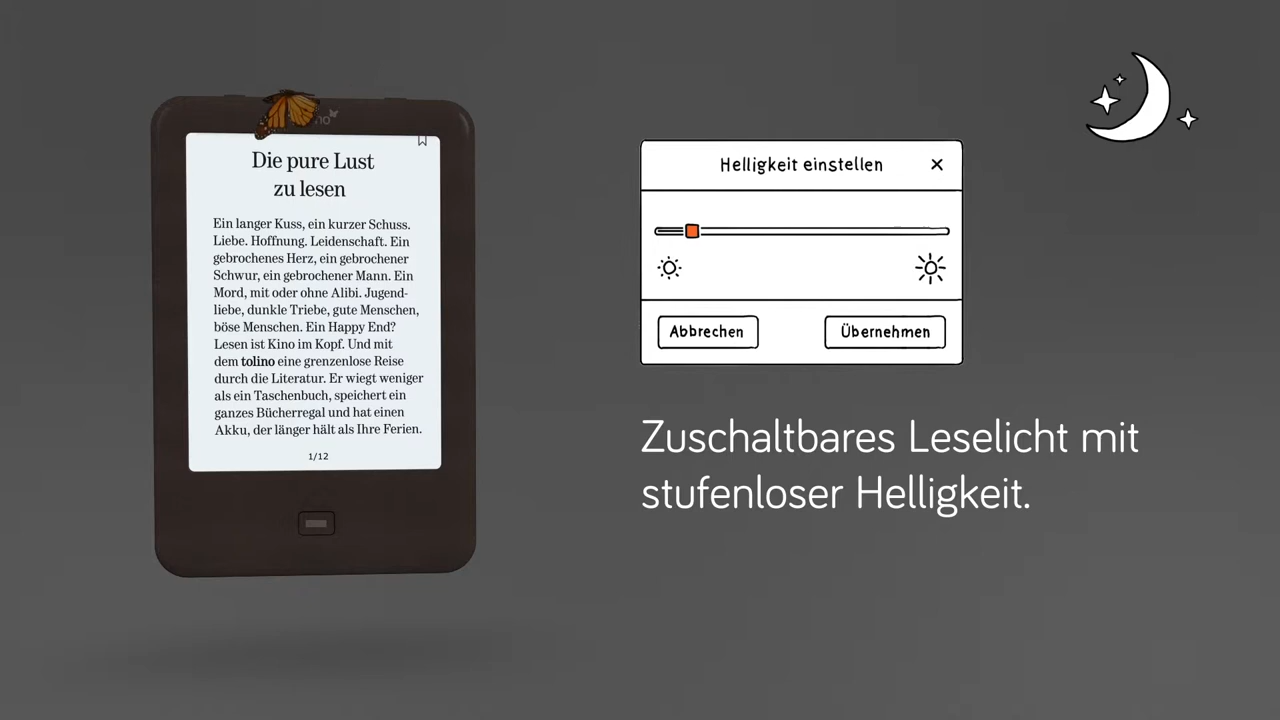 Die pure Lust
zu lesen
Ein langer Kuss, ein kurzer Schuss.
Liebe. Hoffnung. Leidenschaft. Ein
gebrochenes Herz, ein gebrochener
Schwur, ein gebrochener Mann. Ein
Mord, mit oder ohne Alibi. Jugend-
liebe, dunkle Triebe, gute Menschen,
böse Menschen. Ein Happy End?
Lesen ist Kino im Kopf. Und mit
dem tolino eine grenzenlose Reise
durch die Literatur. Er wiegt weniger
als ein Taschenbuch, speichert ein
ganzes Bücherregal und hat einen
Akku, der länger hält als Ihre Ferien.
1/12
Helligkeit einstellen
Abbrechen
Übernehmen
Zuschaltbares Leselicht mit
stufenloser Helligkeit.